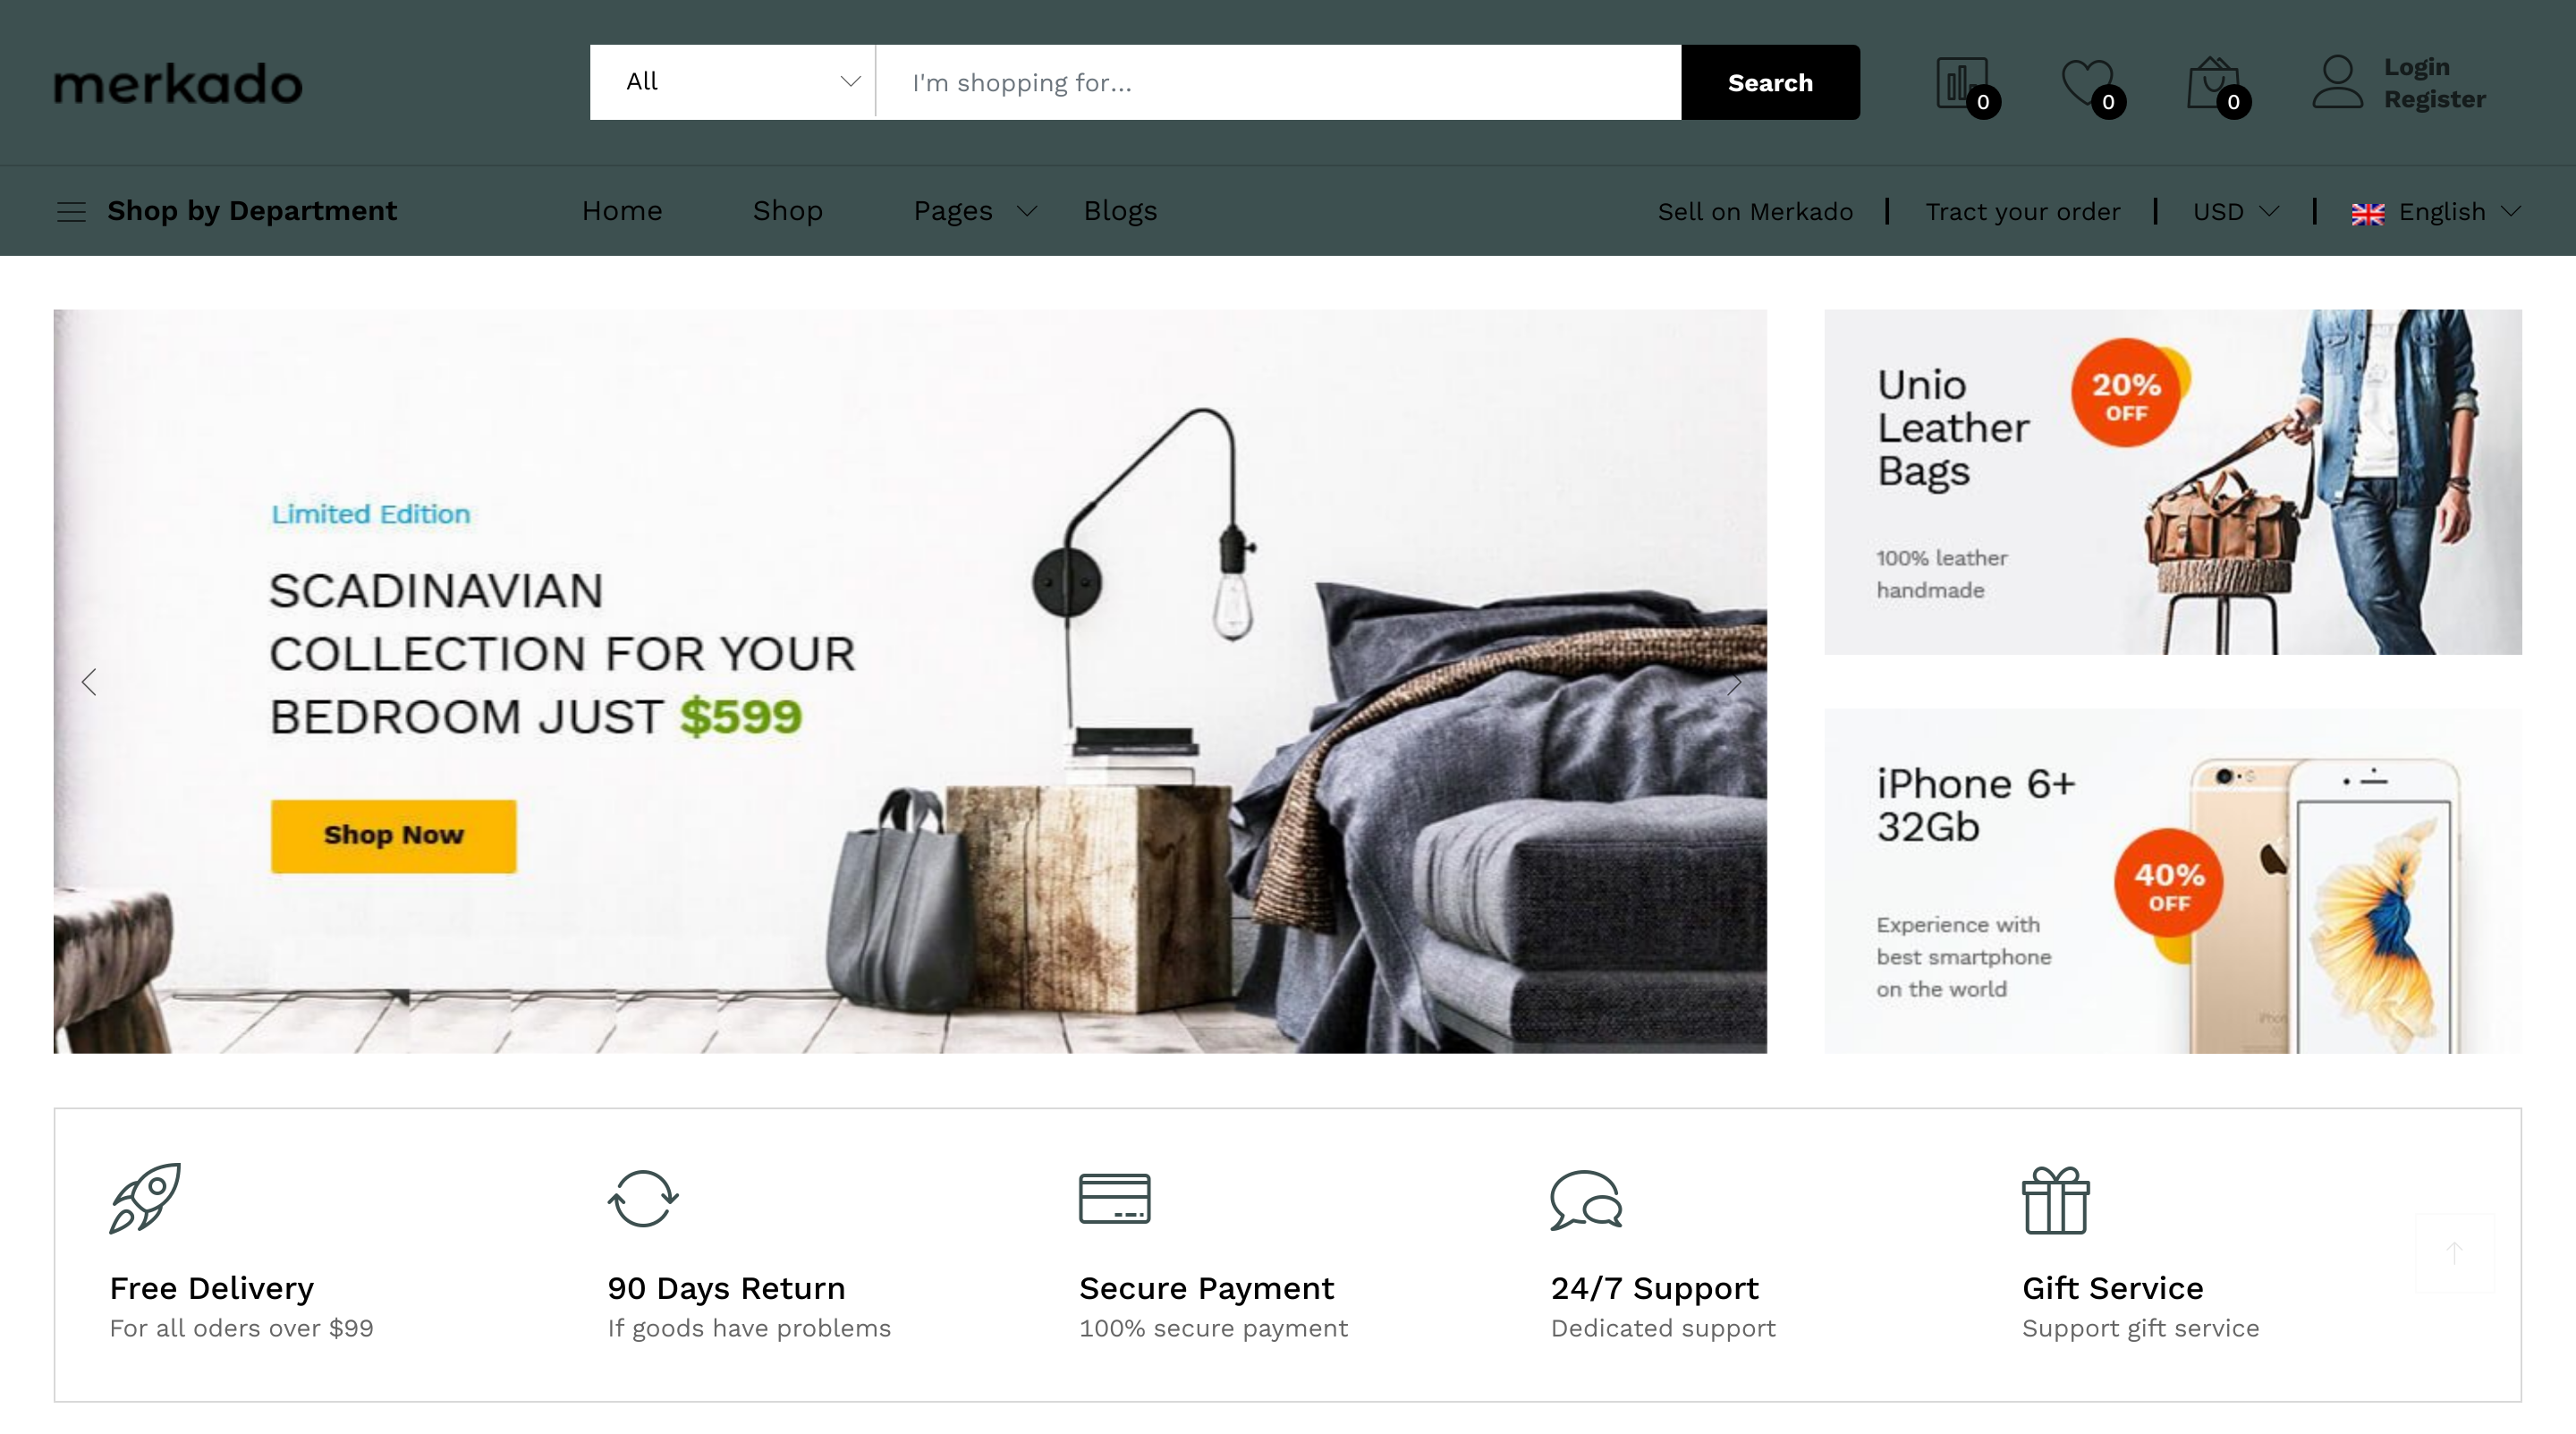 merkado
All
I'm shopping for...
Search
0
0
0
Login
Register
Shop by Department
Home
Shop
Pages
Blogs
Sell on Merkado
Tract your order
USD
English
Limited Edition
SCADINAVIAN
COLLECTION FOR YOUR
BEDROOM JUST $599
Shop Now
Unio
Leather
Bags
20%
OFF
100% leather
handmade
iPhone 6+
32Gb
40%
OFF
Experience with
best smartphone
on the world
Free Delivery
For all oders over $99
90 Days Return
If goods have problems
Secure Payment
100% secure payment
24/7 Support
Dedicated support
Gift Service
Support gift service